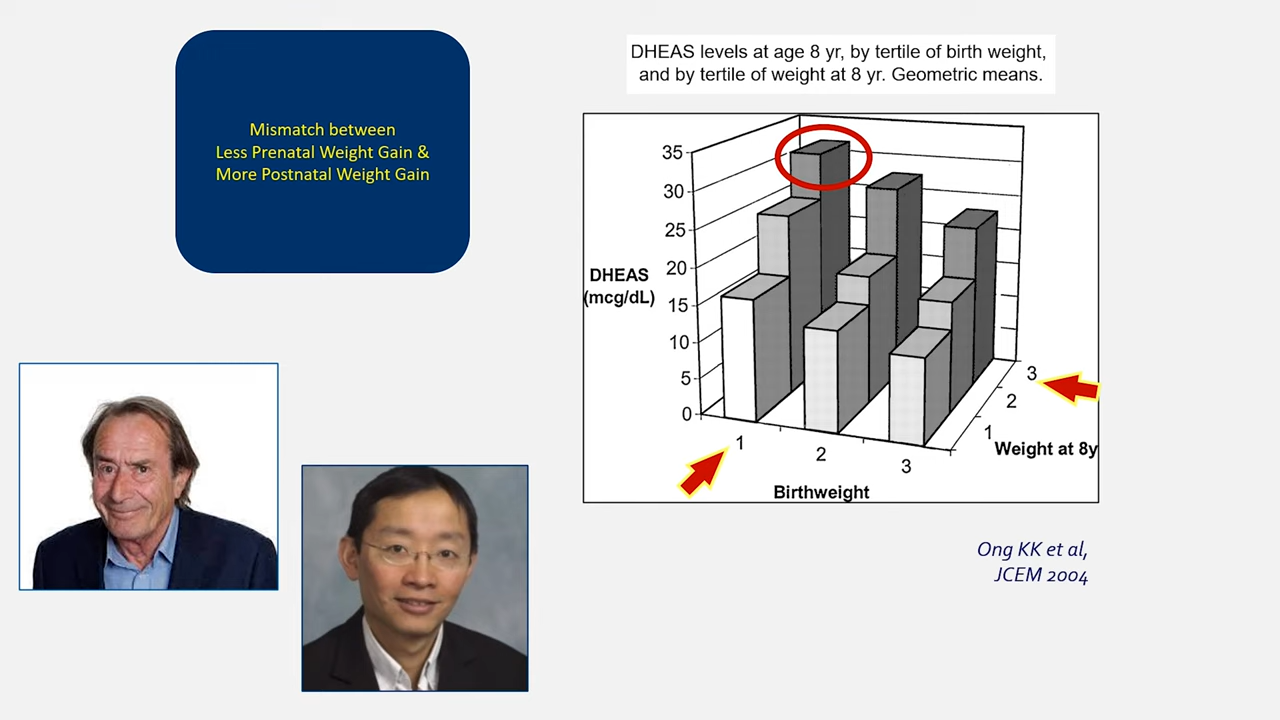 Mismatch between
Less Prenatal Weight Gain &
More Postnatal Weight Gain
DHEAS levels at age 8 yr, by tertile of birth weight,
and by tertile of weight at 8 yr. Geometric means.
35
30
25
20
15
10
5
0
DHEAS
(mcg/dL)
1
2
3
Birthweight
3
2
1
Weight at 8y
Ong KK et al,
JCEM 2004